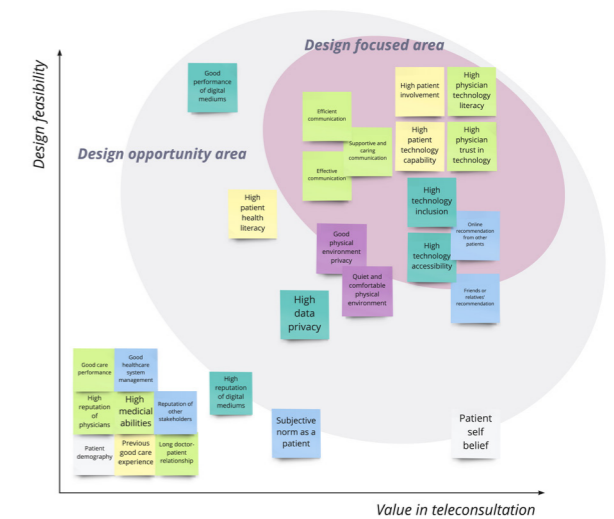 Design focused area
Design feasibility
Good
performance
of digital
mediums
High patient
involvement
High
physician
technology
literacy
Efficient
communication
Supportive and
caring
communication
High
patient
technology
capability
High
physician
trust in
technology
Design opportunity area
Effective
communication
High
technology
inclusion
High
patient
health
literacy
Online
recommendation
from other
patients
Good
physical
environment
privacy
High
technology
accessibility
Quiet and
comfortable
physical
environment
Friends or
relatives'
recommendation
High
data
privacy
Good care
performance
Good
healthcare
system
management
High
reputation
of digital
mediums
High
reputation
of
physicians
High
medicial
abilities
Reputation of
other
stakeholders
Subjective
norm as a
patient
Patient
self
belief
Patient
demography
Previous
good care
experience
Long doctor-
patient
relationship
Value in teleconsultation